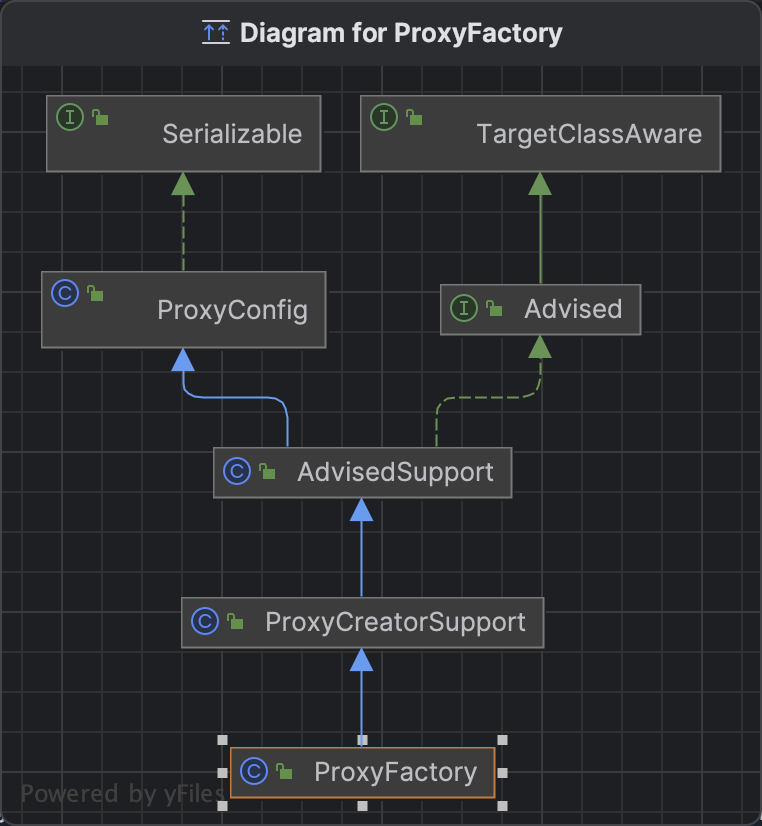 Diagram for ProxyFactory
Serializable
TargetClassAware
ProxyConfig
Advised
AdvisedSupport
ProxyCreatorSupport
ProxyFactory
Powered by yFiles